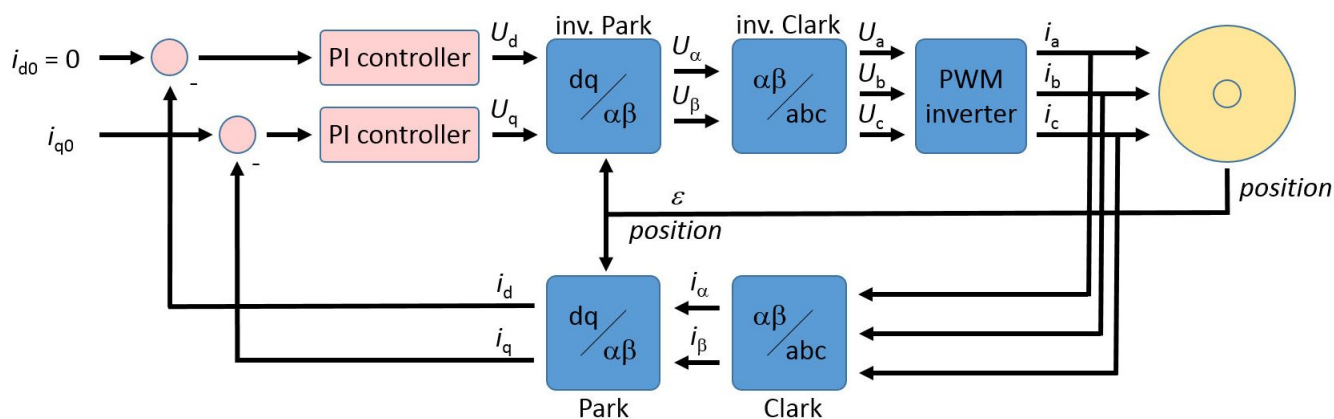 inv. Park
inv. Clark
i_d0 = 0
-
PI controller
U_d
dq
αβ
U_α
U_β
αβ
abc
U_a
U_b
U_c
PWM
inverter
i_a
i_b
i_c
i_q0
-
PI controller
U_q
ε
position
position
i_d
i_q
dq
αβ
i_α
i_β
αβ
abc
Park
Clark